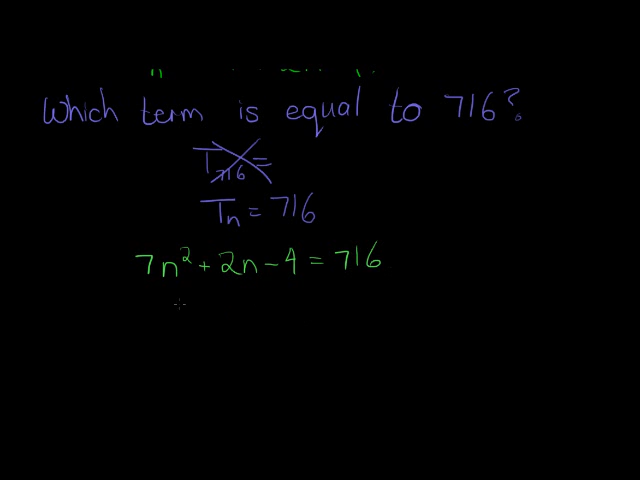 Which term is equal to 716?
T₇₁₆ =
Tₙ = 716
7n² + 2n − 4 = 716